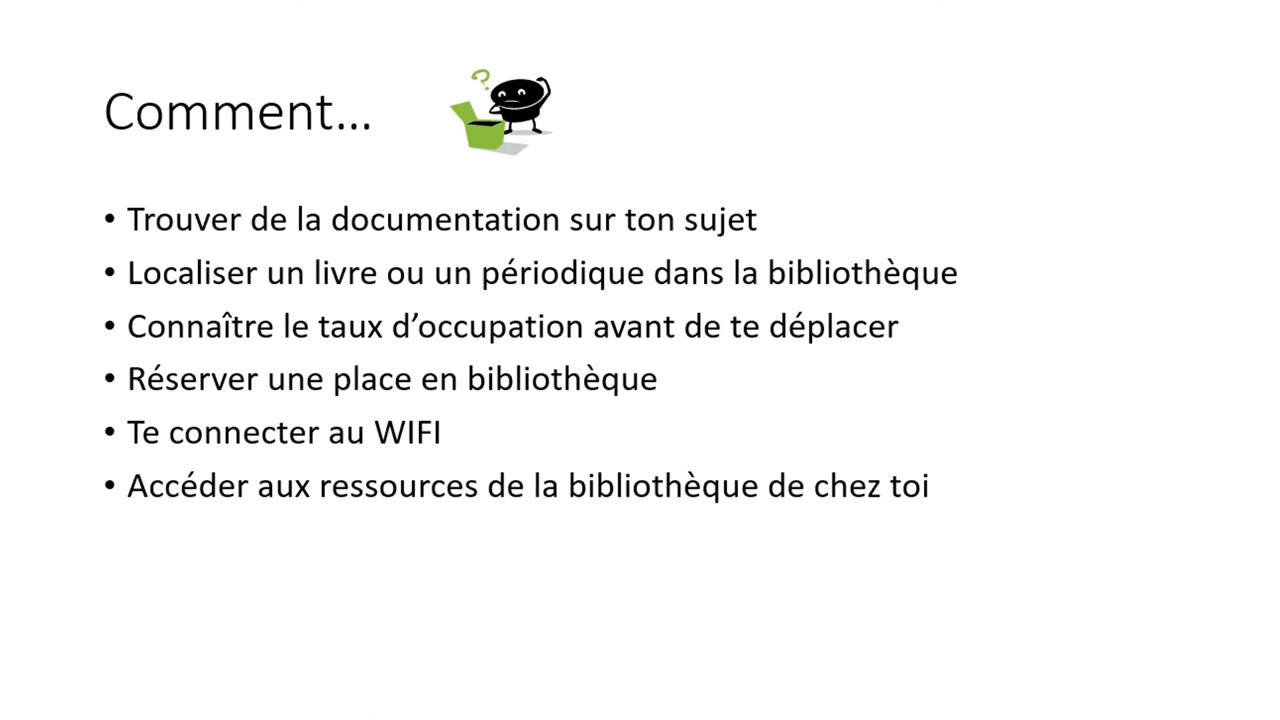 Comment...
• Trouver de la documentation sur ton sujet
• Localiser un livre ou un périodique dans la bibliothèque
• Connaître le taux d’occupation avant de te déplacer
• Réserver une place en bibliothèque
• Te connecter au WIFI
• Accéder aux ressources de la bibliothèque de chez toi